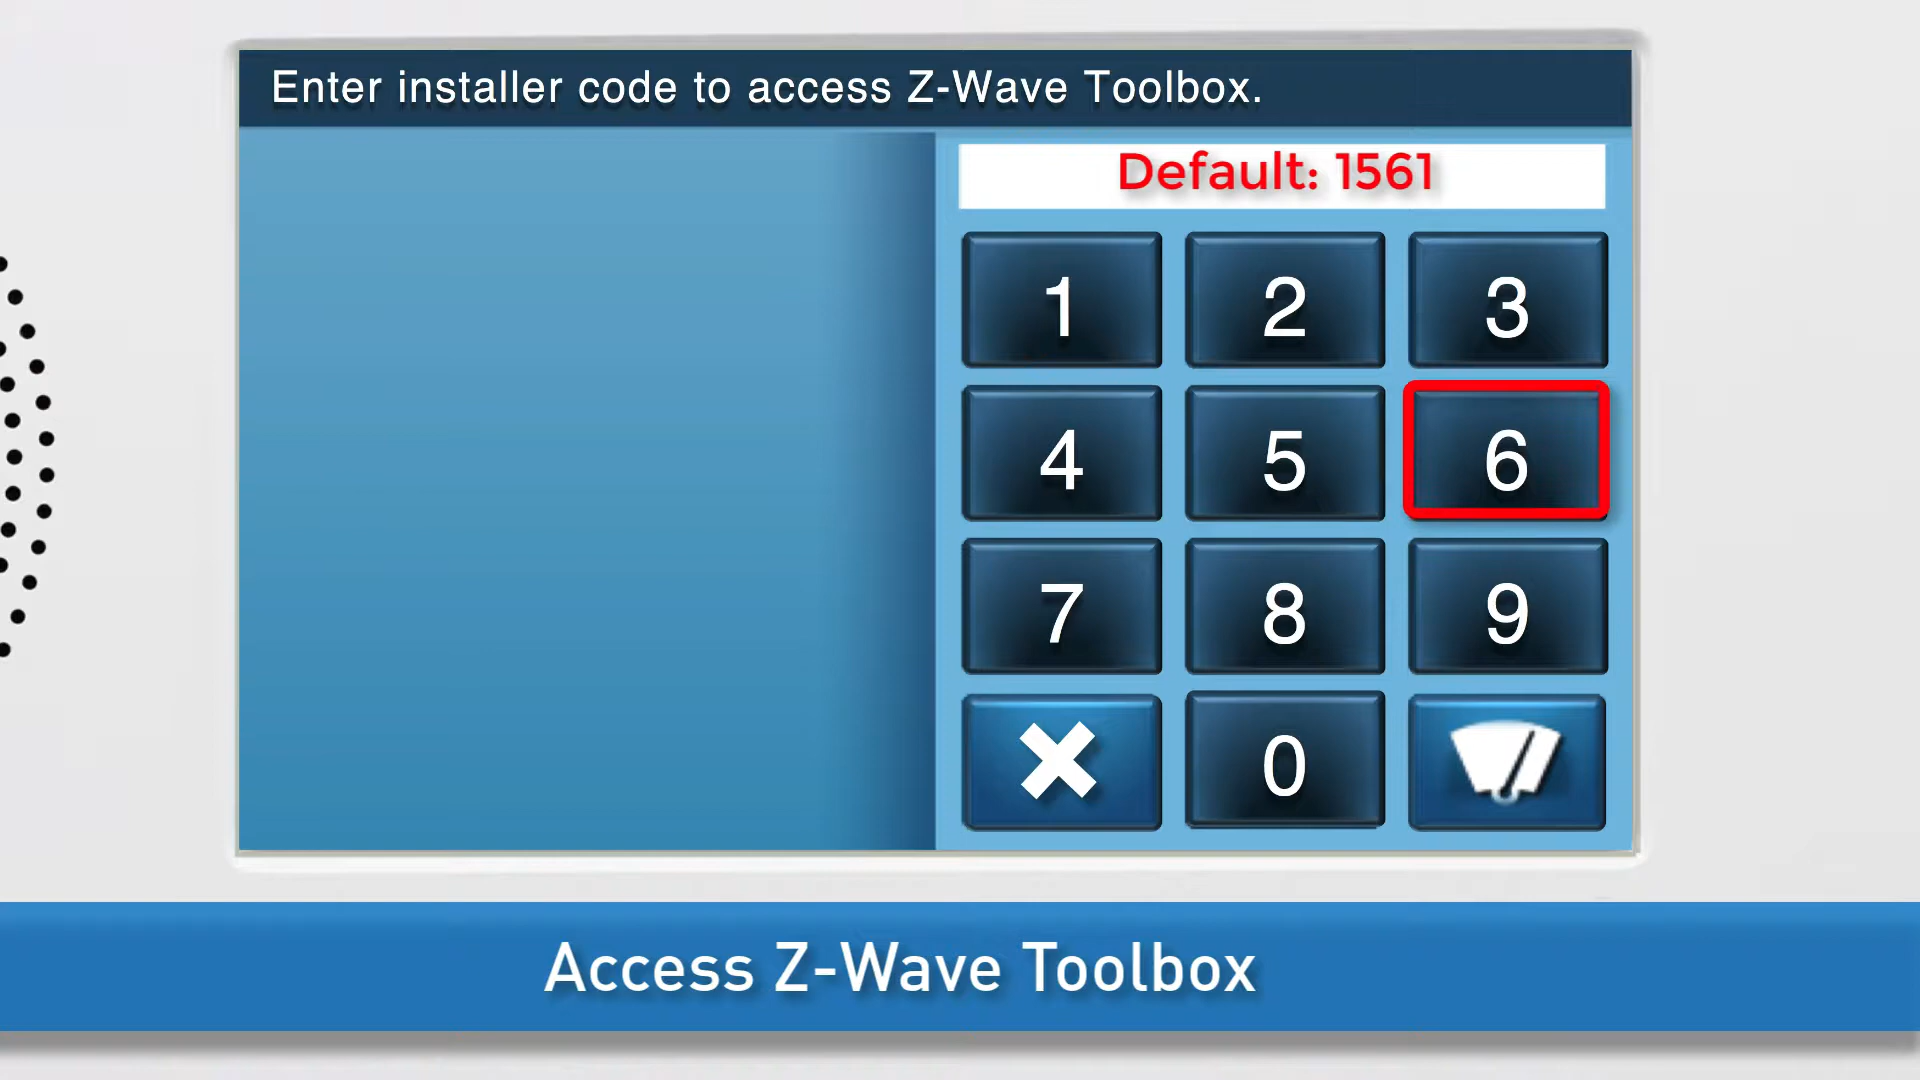 Enter installer code to access Z-Wave Toolbox.
Default: 1561
1 2 3
4 5 6
7 8 9
0
Access Z-Wave Toolbox